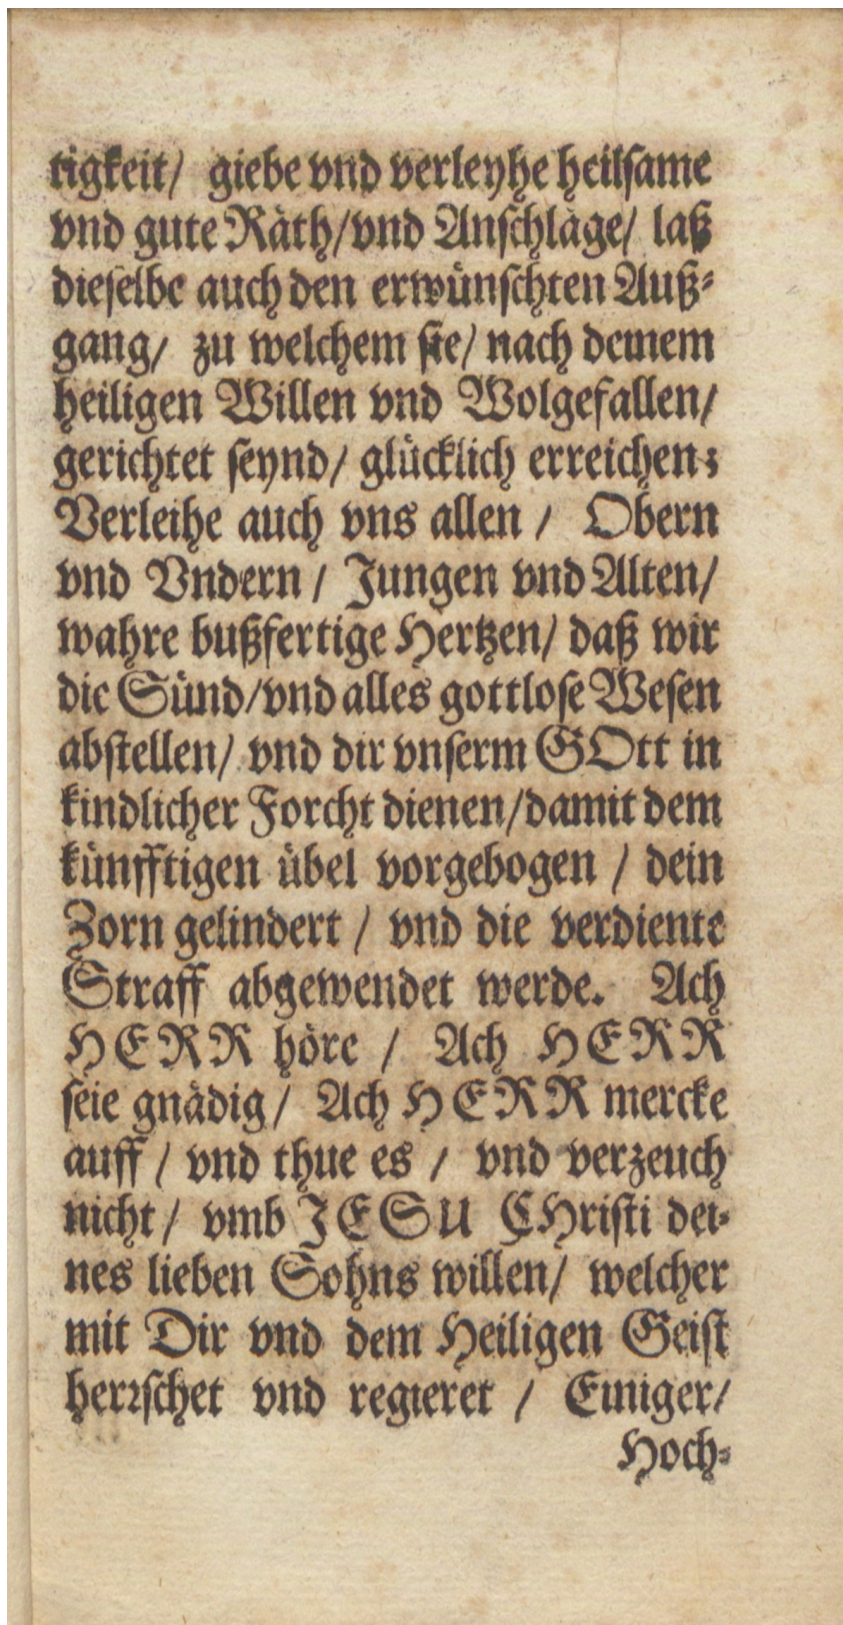 tigkeit/ giebe vnd verleyhe heilsame
vnd gute Räth/vnd Anschläge/ laß
dieselbe auch den erwünschten Auß-
gang/ zu welchem sie/ nach deinem
heiligen Willen vnd Wolgefallen/
gerichtet seynd/ glücklich erreichen;
Verleihe auch vns allen / Obern
vnd Vndern / Jungen vnd Alten/
wahre bußfertige Hertzen/ daß wir
die Sünd/vnd alles gottlose Wesen
abstellen/ vnd dir vnserm GOtt in
kindlicher Forcht dienen/damit dem
künfftigen übel vorgebogen / dein
Zorn gelindert / vnd die verdiente
Straff abgewendet werde. Ach
HERR höre / Ach HERR
seie gnädig/ Ach HERR mercke
auff / vnd thue es / vnd verzeuch
nicht / vmb JESU CHristi dei-
nes lieben Sohns willen/ welcher
mit Dir vnd dem Heiligen Geist
herrschet vnd regieret / Einiger/
Hoch-